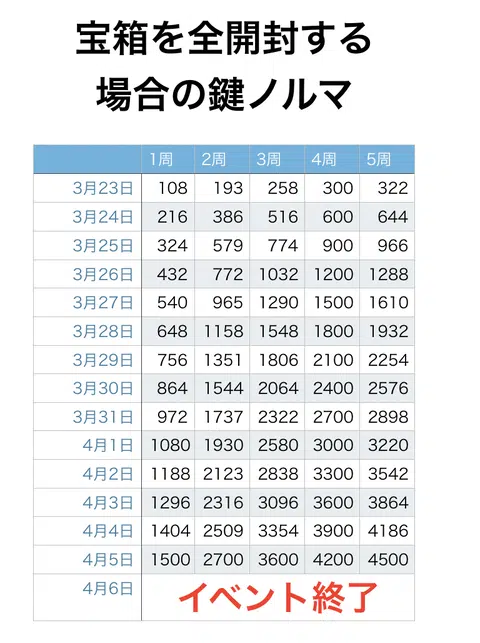 宝箱を全開封する
場合の鍵ノルマ
1周 2周 3周 4周 5周
3月23日 108 193 258 300 322
3月24日 216 386 516 600 644
3月25日 324 579 774 900 966
3月26日 432 772 1032 1200 1288
3月27日 540 965 1290 1500 1610
3月28日 648 1158 1548 1800 1932
3月29日 756 1351 1806 2100 2254
3月30日 864 1544 2064 2400 2576
3月31日 972 1737 2322 2700 2898
4月1日 1080 1930 2580 3000 3220
4月2日 1188 2123 2838 3300 3542
4月3日 1296 2316 3096 3600 3864
4月4日 1404 2509 3354 3900 4186
4月5日 1500 2700 3600 4200 4500
4月6日 イベント終了